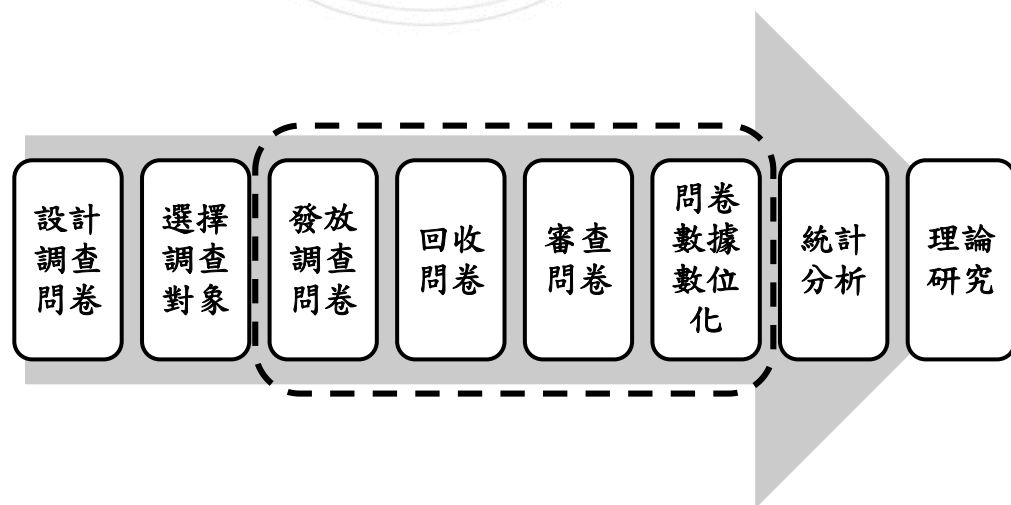 設計
調查
問卷
選擇
調查
對象
發放
調查
問卷
回收
問卷
審查
問卷
問卷
數據
數位
化
統計
分析
理論
研究